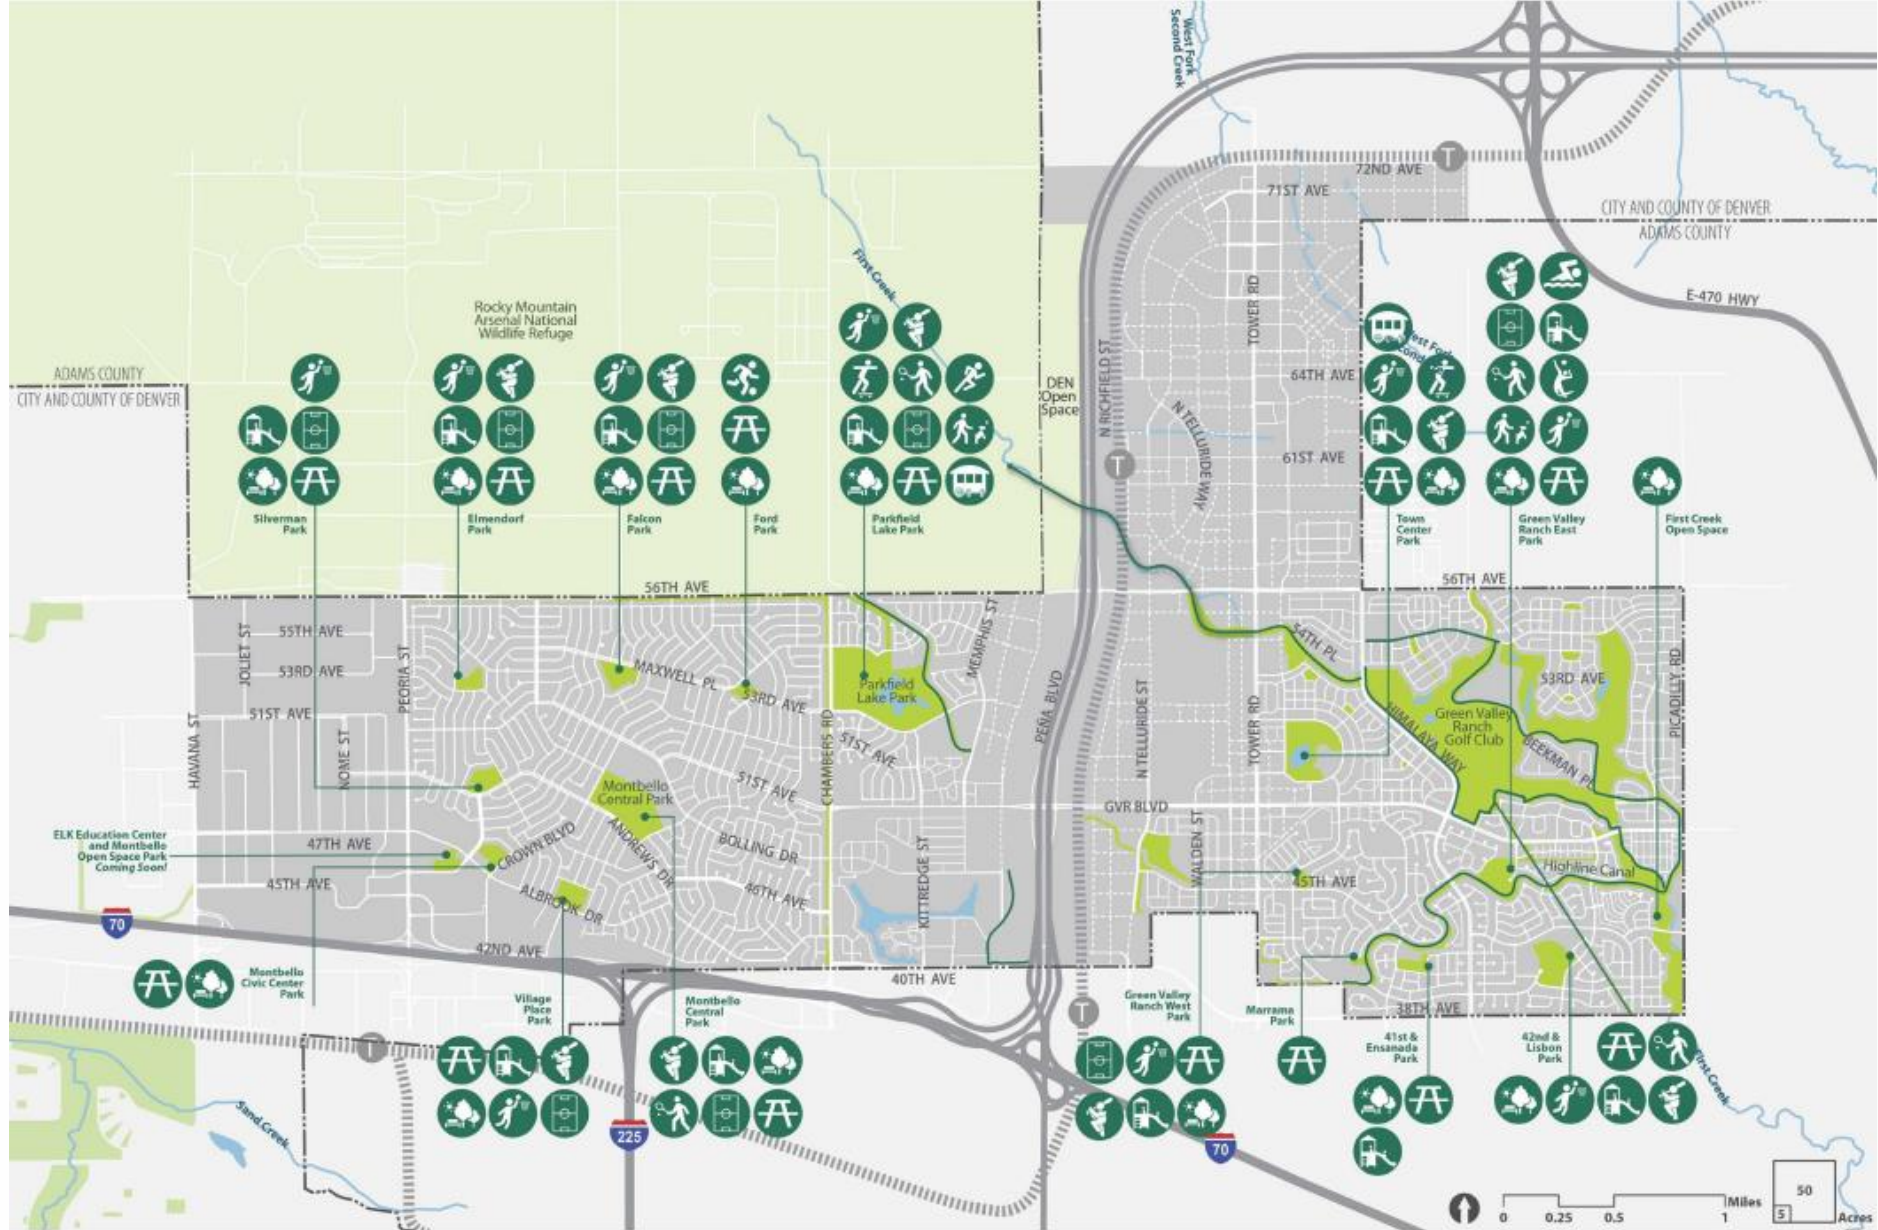 West Fork
Second Creek
72ND AVE
71ST AVE
CITY AND COUNTY OF DENVER
ADAMS COUNTY
E-470 HWY
First Creek
TOWER RD
Rocky Mountain
Arsenal National
Wildlife Refuge
N RICHFIELD ST
ADAMS COUNTY
CITY AND COUNTY OF DENVER
DEN
Open
Space
64TH AVE
N TELLURIDE WAY
61ST AVE
Silverman
Park
Elmendorf
Park
Falcon
Park
Ford
Park
Parkfield
Lake Park
Town
Center
Park
Green Valley
Ranch East
Park
First Creek
Open Space
56TH AVE
56TH AVE
JOLIET ST
55TH AVE
53RD AVE
51ST AVE
PEORIA ST
HAVANA ST
NOME ST
MAXWELL PL
53RD AVE
Parkfield
Lake Park
MEMPHIS ST
CHAMBERS RD
51ST AVE
51ST AVE
PEÑA BLVD
54TH PL
N TELLURIDE ST
TOWER RD
HIMALAYA WAY
Green Valley
Ranch
Golf Club
53RD AVE
BEEKMAN PL
PICADILLY RD
Montbello
Central Park
GVR BLVD
ELK Education Center
and Montbello
Open Space Park
Coming Soon!
47TH AVE
CROWN BLVD
ANDREWS DR
BOLLING DR
45TH AVE
ALBROOK DR
46TH AVE
KITTREDGE ST
WALDEN ST
45TH AVE
Highline Canal
70
42ND AVE
40TH AVE
38TH AVE
Montbello
Civic Center
Park
Village
Place
Park
Montbello
Central
Park
Green Valley
Ranch West
Park
Marrama
Park
41st &
Ensanada
Park
42nd &
Lisbon
Park
First Creek
Sand Creek
225
70
T
T
T
T
0 0.25 0.5 1 Miles
50
5
Acres